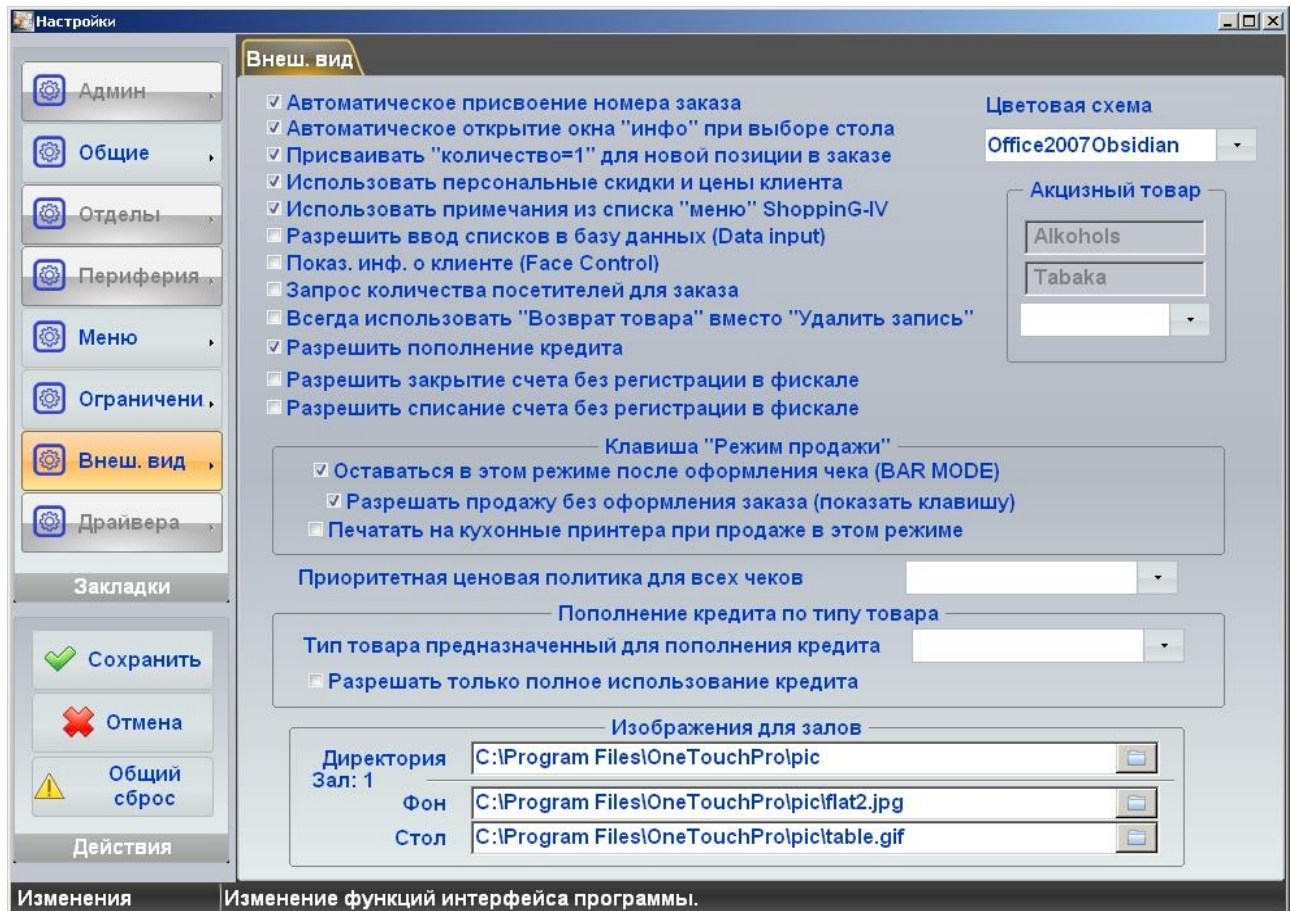 Настройки
Админ
Общие
Отделы
Периферия
Меню
Ограничени
Внеш. вид
Драйвера
Закладки
Сохранить
Отмена
Общий
сброс
Действия
Внеш. вид
Автоматическое присвоение номера заказа
Автоматическое открытие окна "инфо" при выборе стола
Присваивать "количество=1" для новой позиции в заказе
Использовать персональные скидки и цены клиента
Использовать примечания из списка "меню" ShoppinG-IV
Разрешить ввод списков в базу данных (Data input)
Показ. инф. о клиенте (Face Control)
Запрос количества посетителей для заказа
Всегда использовать "Возврат товара" вместо "Удалить запись"
Разрешить пополнение кредита
Разрешить закрытие счета без регистрации в фискале
Разрешить списание счета без регистрации в фискале
Цветовая схема
Office2007Obsidian
Акцизный товар
Alkohols
Tabaka
Клавиша "Режим продажи"
Оставаться в этом режиме после оформления чека (BAR MODE)
Разрешать продажу без оформления заказа (показать клавишу)
Печатать на кухонные принтера при продаже в этом режиме
Приоритетная ценовая политика для всех чеков
Пополнение кредита по типу товара
Тип товара предназначенный для пополнения кредита
Разрешать только полное использование кредита
Изображения для залов
Директория C:\Program Files\OneTouchPro\pic
Зал: 1
Фон C:\Program Files\OneTouchPro\pic\flat2.jpg
Стол C:\Program Files\OneTouchPro\pic\table.gif
Изменения Изменение функций интерфейса программы.